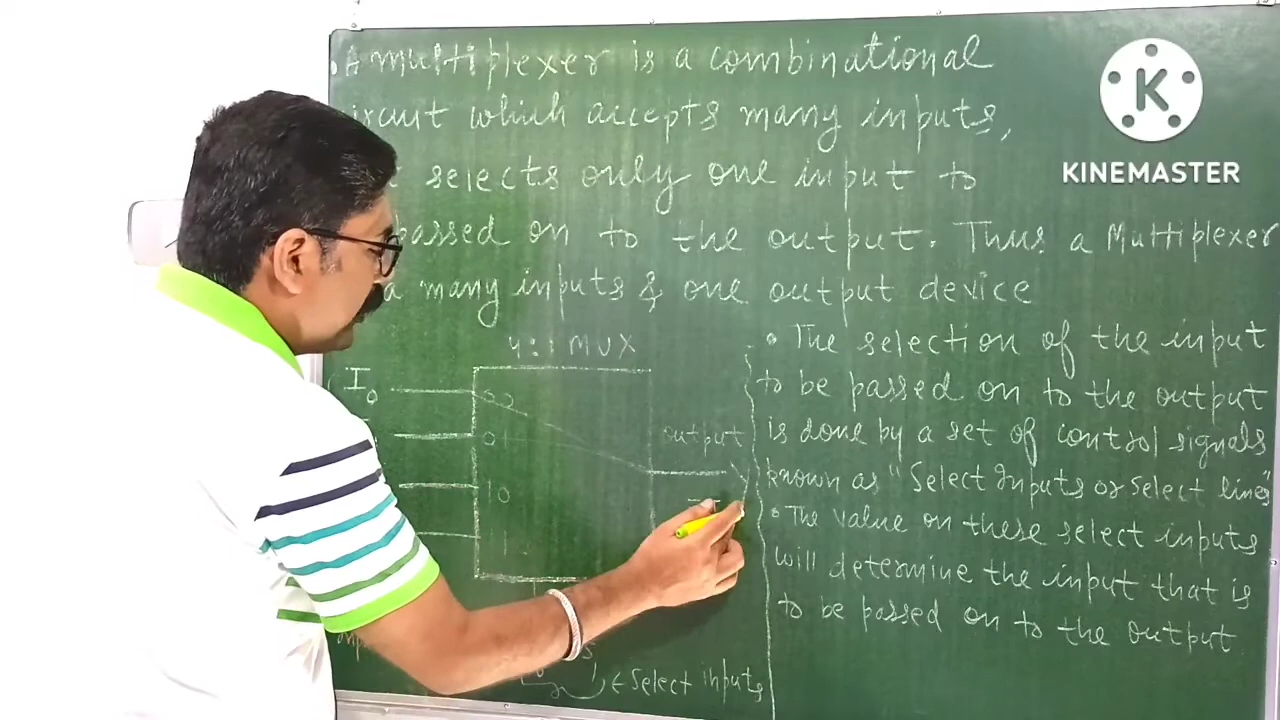 • A multiplexer is a combinational
which accepts many inputs,
selects only one input to
passed on to the output. Thus a Multiplexer
a many inputs & one output device
4:1 MUX
I0
00
01
10
11
output
Select inputs
• The selection of the input
to be passed on to the output
is done by a set of control signals
known as "Select Inputs or Select lines"
• The value on these select inputs
will determine the input that is
to be passed on to the output
K
KINEMASTER